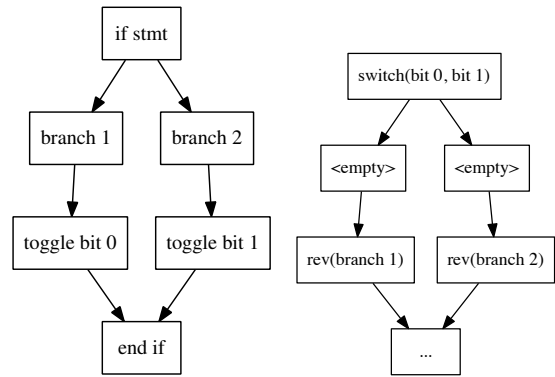 if stmt
branch 1
branch 2
toggle bit 0
toggle bit 1
end if
switch(bit 0, bit 1)
<empty>
<empty>
rev(branch 1)
rev(branch 2)
...